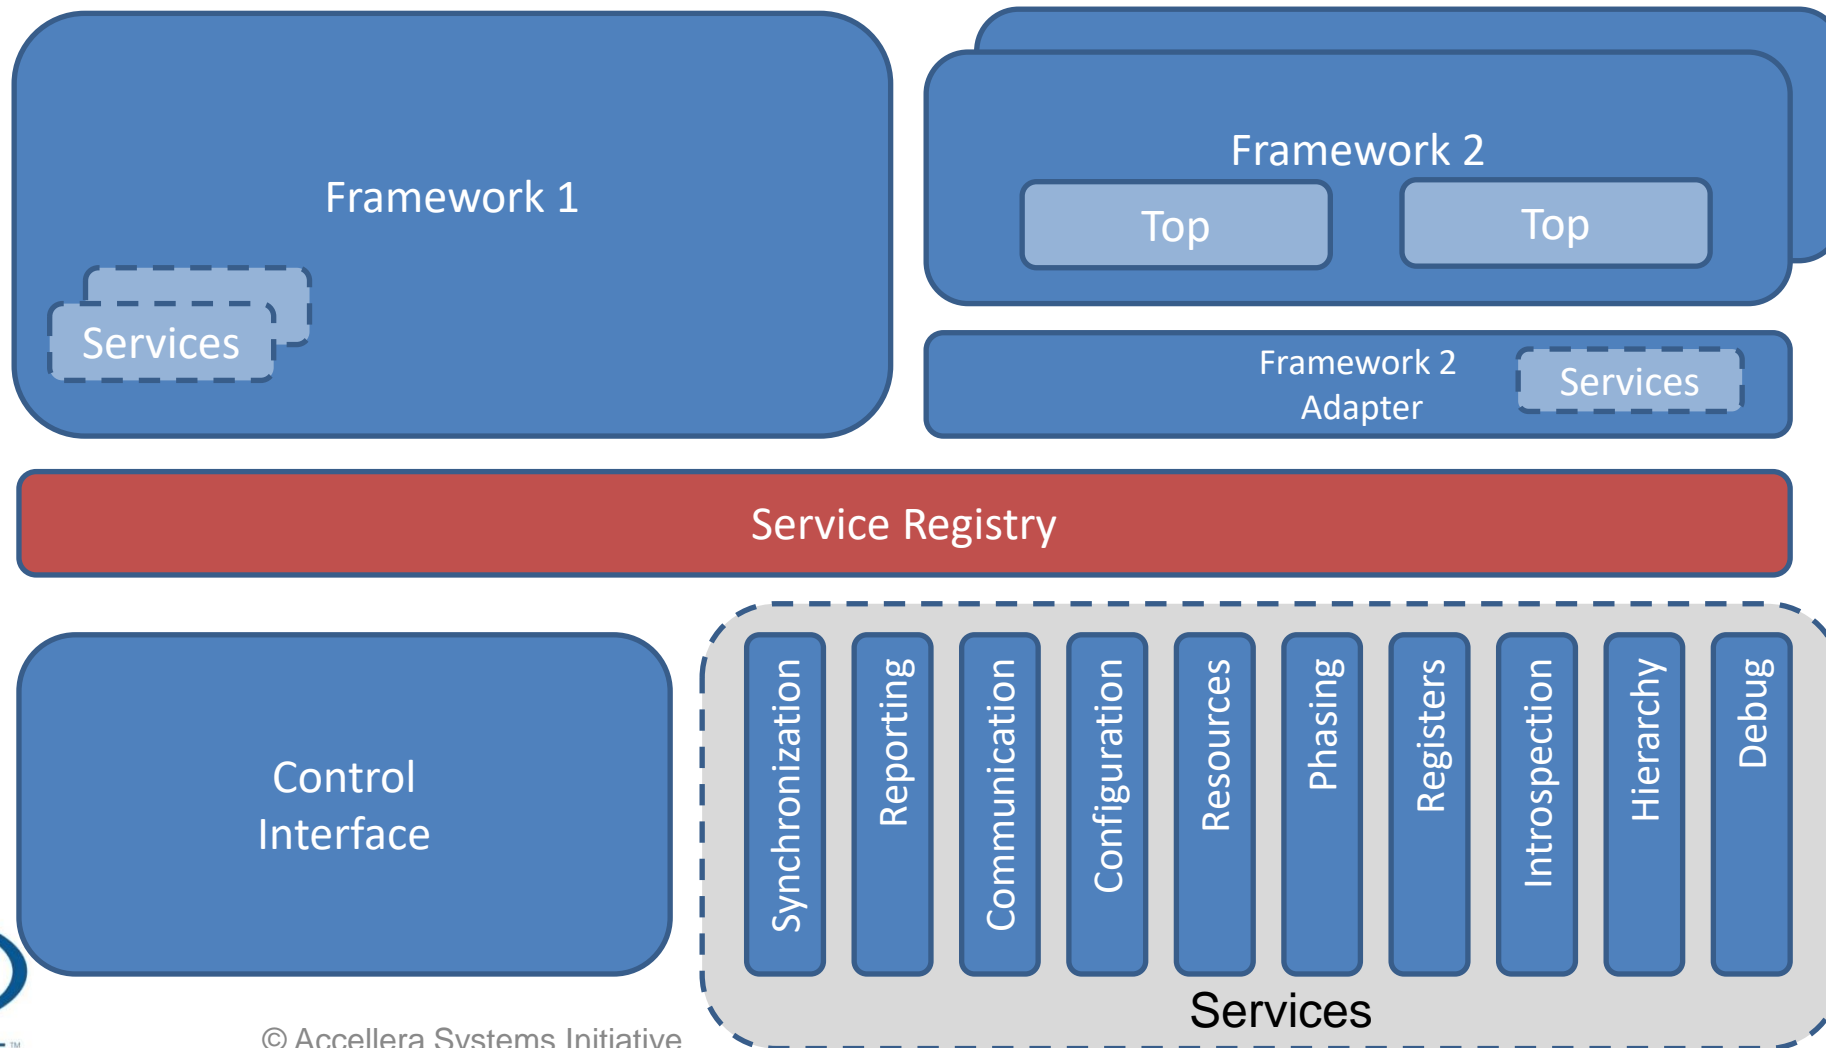 Framework 1
Services
Framework 2
Top
Top
Framework 2
Adapter
Services
Service Registry
Control
Interface
Synchronization
Reporting
Communication
Configuration
Resources
Phasing
Registers
Introspection
Hierarchy
Debug
Services
© Accellera Systems Initiative